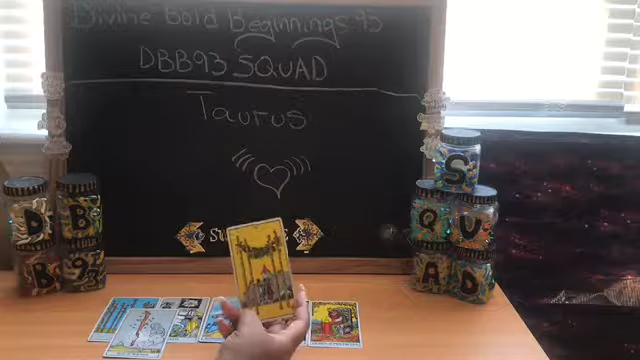 Divine Bold Beginnings 93
DBB93 SQUAD
Taurus
D B
B 93
S
Q U
A D